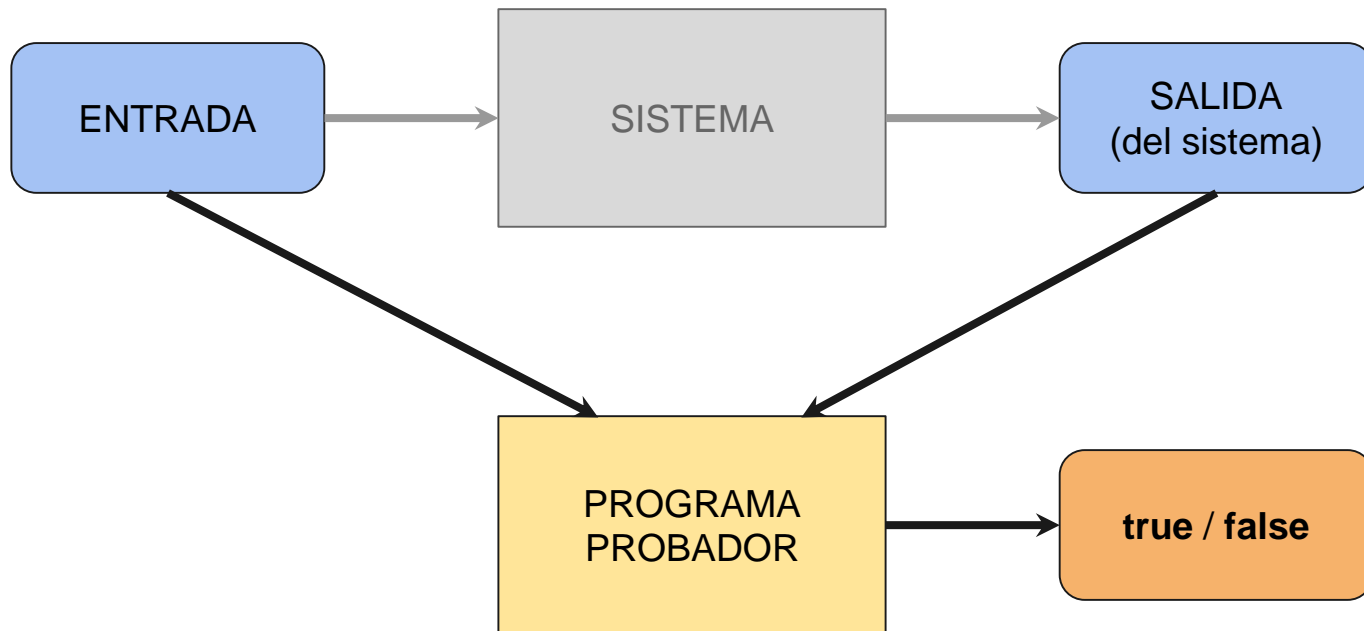 ENTRADA
SISTEMA
SALIDA
(del sistema)
PROGRAMA
PROBADOR
true / false